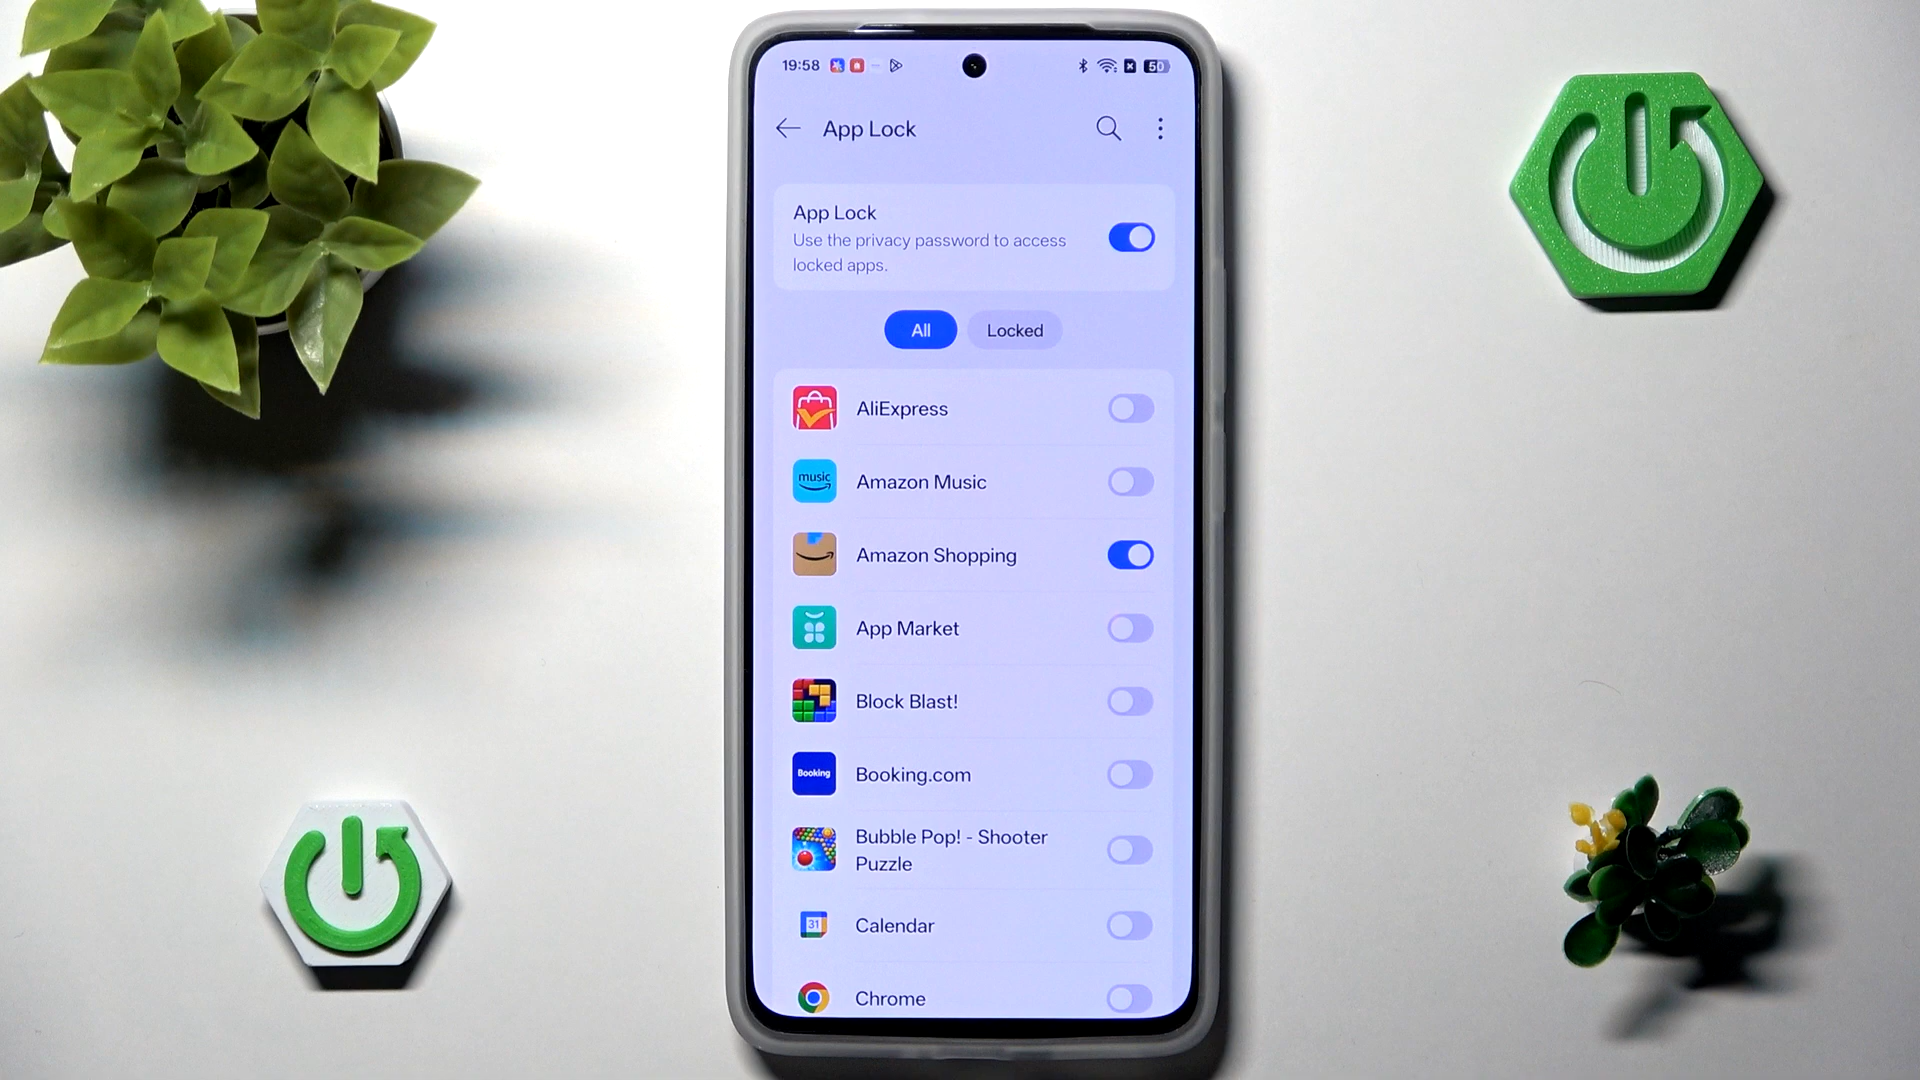 19:58
50
App Lock
App Lock
Use the privacy password to access
locked apps.
All
Locked
AliExpress
music
Amazon Music
Amazon Shopping
App Market
Block Blast!
Booking
Booking.com
Bubble Pop! - Shooter
Puzzle
31
Calendar
Chrome